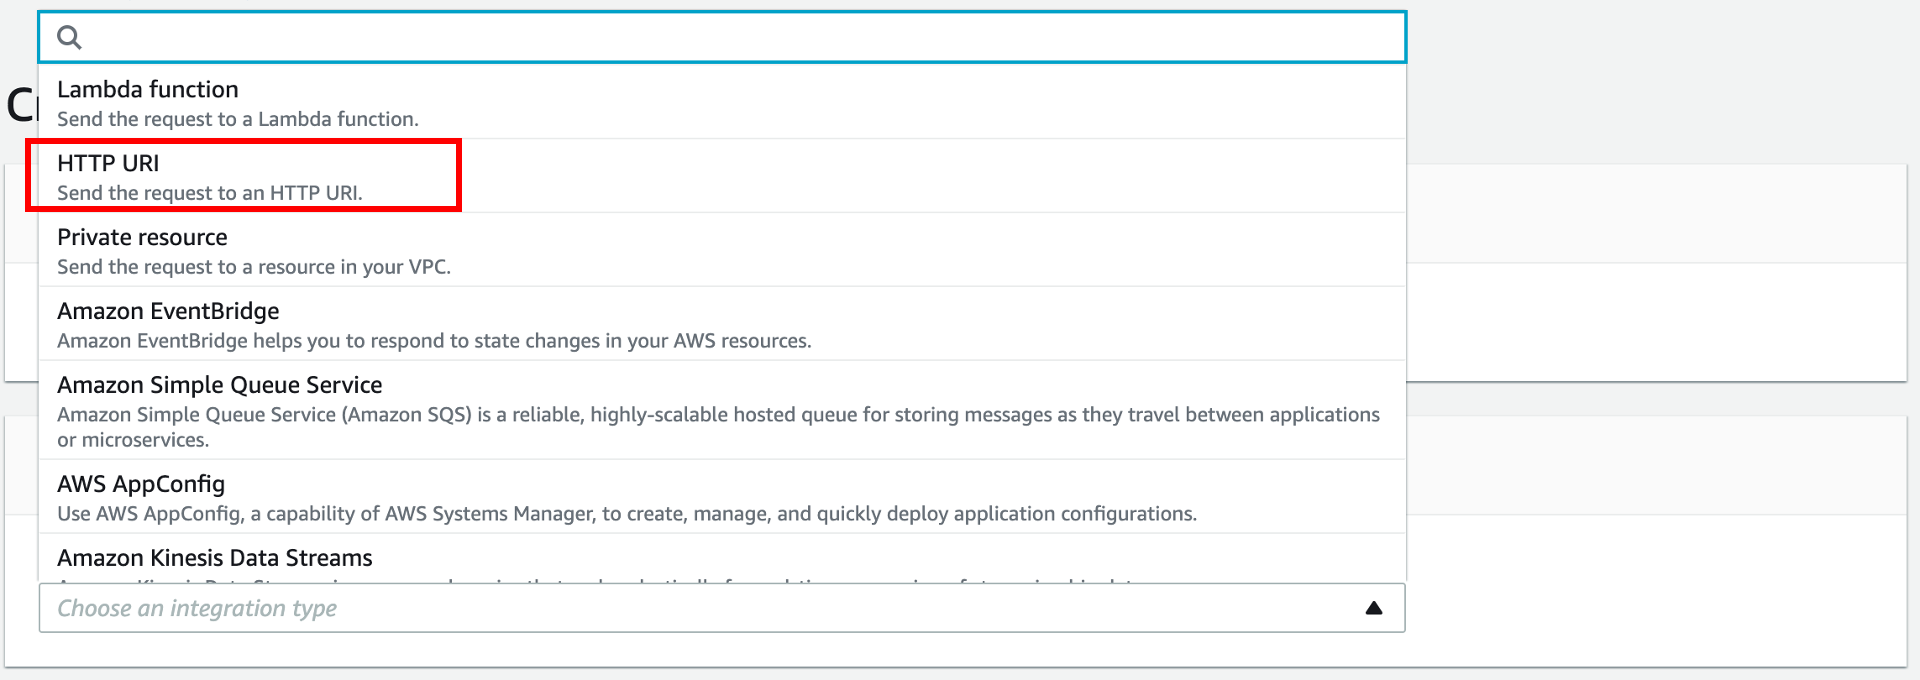 Lambda function
Send the request to a Lambda function.
HTTP URI
Send the request to an HTTP URI.
Private resource
Send the request to a resource in your VPC.
Amazon EventBridge
Amazon EventBridge helps you to respond to state changes in your AWS resources.
Amazon Simple Queue Service
Amazon Simple Queue Service (Amazon SQS) is a reliable, highly-scalable hosted queue for storing messages as they travel between applications
or microservices.
AWS AppConfig
Use AWS AppConfig, a capability of AWS Systems Manager, to create, manage, and quickly deploy application configurations.
Amazon Kinesis Data Streams
Choose an integration type